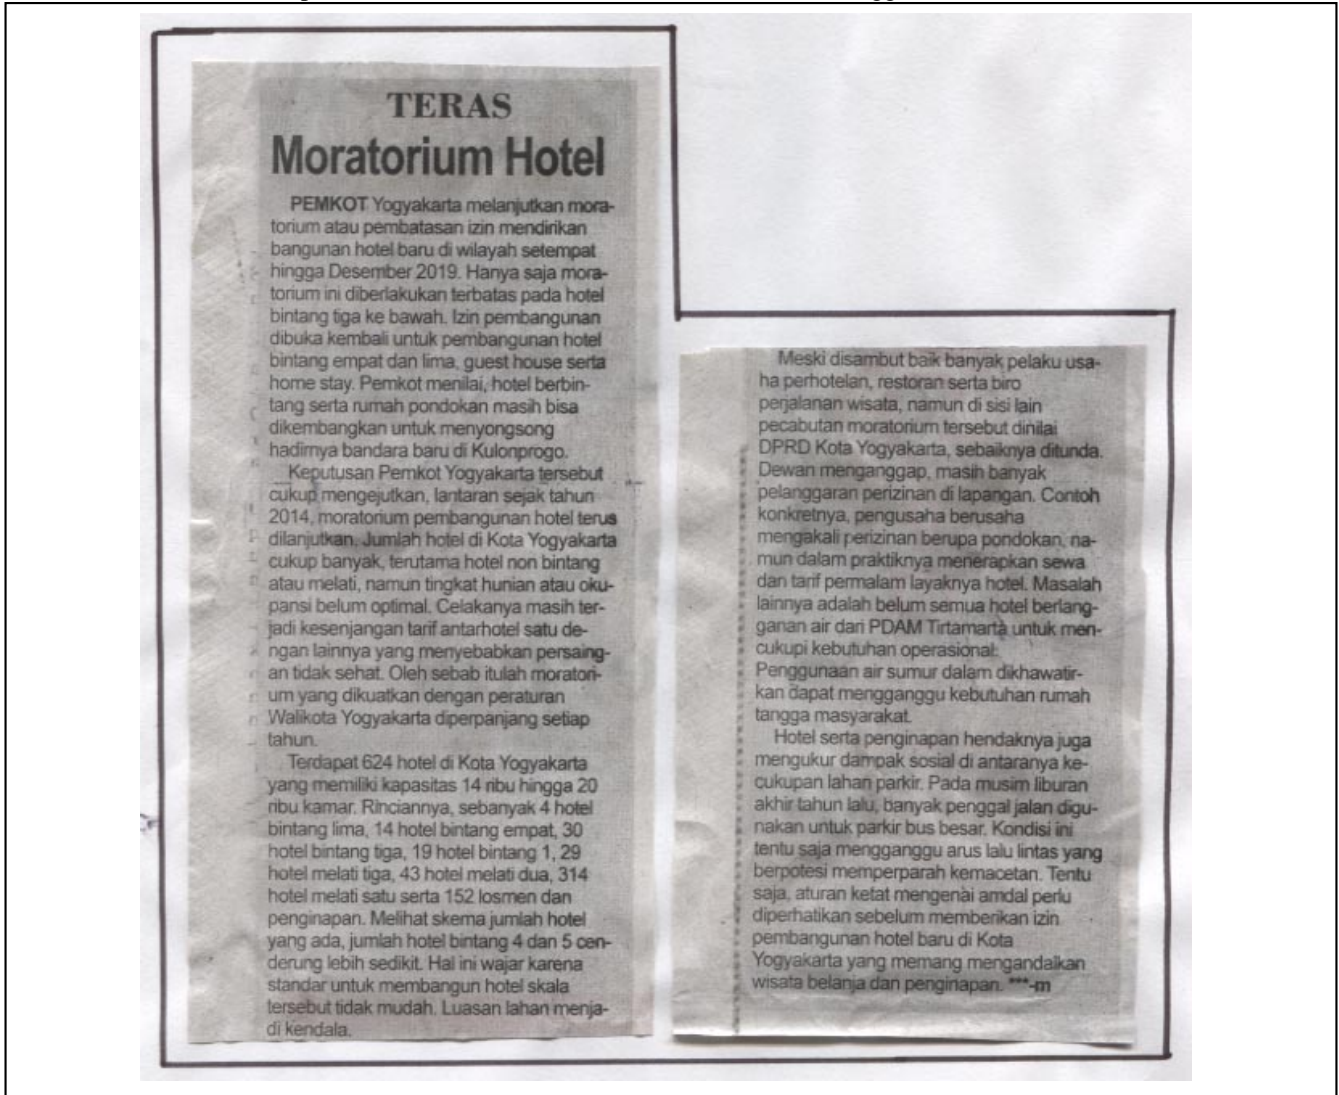 TERAS
Moratorium Hotel
PEMKOT Yogyakarta melanjutkan mora-
torium atau pembatasan izin mendirikan
bangunan hotel baru di wilayah setempat
hingga Desember 2019. Hanya saja mora-
torium ini diberlakukan terbatas pada hotel
bintang tiga ke bawah. Izin pembangunan
dibuka kembali untuk pembangunan hotel
bintang empat dan lima, guest house serta
home stay. Pemkot menilai, hotel berbin-
tang serta rumah pondokan masih bisa
dikembangkan untuk menyongsong
hadirnya bandara baru di Kulonprogo.
Keputusan Pemkot Yogyakarta tersebut
cukup mengejutkan, lantaran sejak tahun
2014, moratorium pembangunan hotel terus
dilanjutkan. Jumlah hotel di Kota Yogyakarta
cukup banyak, terutama hotel non bintang
atau melati, namun tingkat hunian atau oku-
pansi belum optimal. Celakanya masih ter-
jadi kesenjangan tarif antarhotel satu de-
ngan lainnya yang menyebabkan persaing-
an tidak sehat. Oleh sebab itulah moratori-
um yang dikuatkan dengan peraturan
Walikota Yogyakarta diperpanjang setiap
tahun.
Terdapat 624 hotel di Kota Yogyakarta
yang memiliki kapasitas 14 ribu hingga 20
ribu kamar. Rinciannya, sebanyak 4 hotel
bintang lima, 14 hotel bintang empat, 30
hotel bintang tiga, 19 hotel bintang 1, 29
hotel melati tiga, 43 hotel melati dua, 314
hotel melati satu serta 152 losmen dan
penginapan. Melihat skema jumlah hotel
yang ada, jumlah hotel bintang 4 dan 5 cen-
derung lebih sedikit. Hal ini wajar karena
standar untuk membangun hotel skala
tersebut tidak mudah. Luasan lahan menja-
di kendala.
Meski disambut baik banyak pelaku usa-
ha perhotelan, restoran serta biro
perjalanan wisata, namun di sisi lain
pecabutan moratorium tersebut dinilai
DPRD Kota Yogyakarta, sebaiknya ditunda.
Dewan menganggap, masih banyak
pelanggaran perizinan di lapangan. Contoh
konkretnya, pengusaha berusaha
mengakali perizinan berupa pondokan, na-
mun dalam praktiknya menerapkan sewa
dan tarif permalam layaknya hotel. Masalah
lainnya adalah belum semua hotel berlang-
ganan air dari PDAM Tirtamarta untuk men-
cukupi kebutuhan operasional.
Penggunaan air sumur dalam dikhawatir-
kan dapat mengganggu kebutuhan rumah
tangga masyarakat.
Hotel serta penginapan hendaknya juga
mengukur dampak sosial di antaranya ke-
cukupan lahan parkir. Pada musim liburan
akhir tahun lalu, banyak penggal jalan digu-
nakan untuk parkir bus besar. Kondisi ini
tentu saja mengganggu arus lalu lintas yang
berpotesi memperparah kemacetan. Tentu
saja, aturan ketat mengenai amdal perlu
diperhatikan sebelum memberikan izin
pembangunan hotel baru di Kota
Yogyakarta yang memang mengandalkan
wisata belanja dan penginapan. ***-m